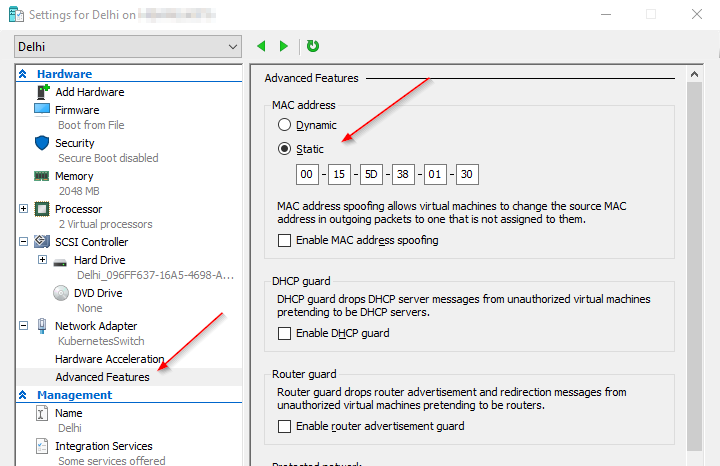 Settings for Delhi on
Delhi
Hardware
Add Hardware
Firmware
Boot from File
Security
Secure Boot disabled
Memory
2048 MB
Processor
2 Virtual processors
SCSI Controller
Hard Drive
Delhi_096FF637-16A5-4698-A...
DVD Drive
None
Network Adapter
KubernetesSwitch
Hardware Acceleration
Advanced Features
Management
Name
Delhi
Integration Services
Some services offered
Advanced Features
MAC address
Dynamic
Static
00 - 15 - 5D - 38 - 01 - 30
MAC address spoofing allows virtual machines to change the source MAC
address in outgoing packets to one that is not assigned to them.
Enable MAC address spoofing
DHCP guard
DHCP guard drops DHCP server messages from unauthorized virtual machines
pretending to be DHCP servers.
Enable DHCP guard
Router guard
Router guard drops router advertisement and redirection messages from
unauthorized virtual machines pretending to be routers.
Enable router advertisement guard
Protected network